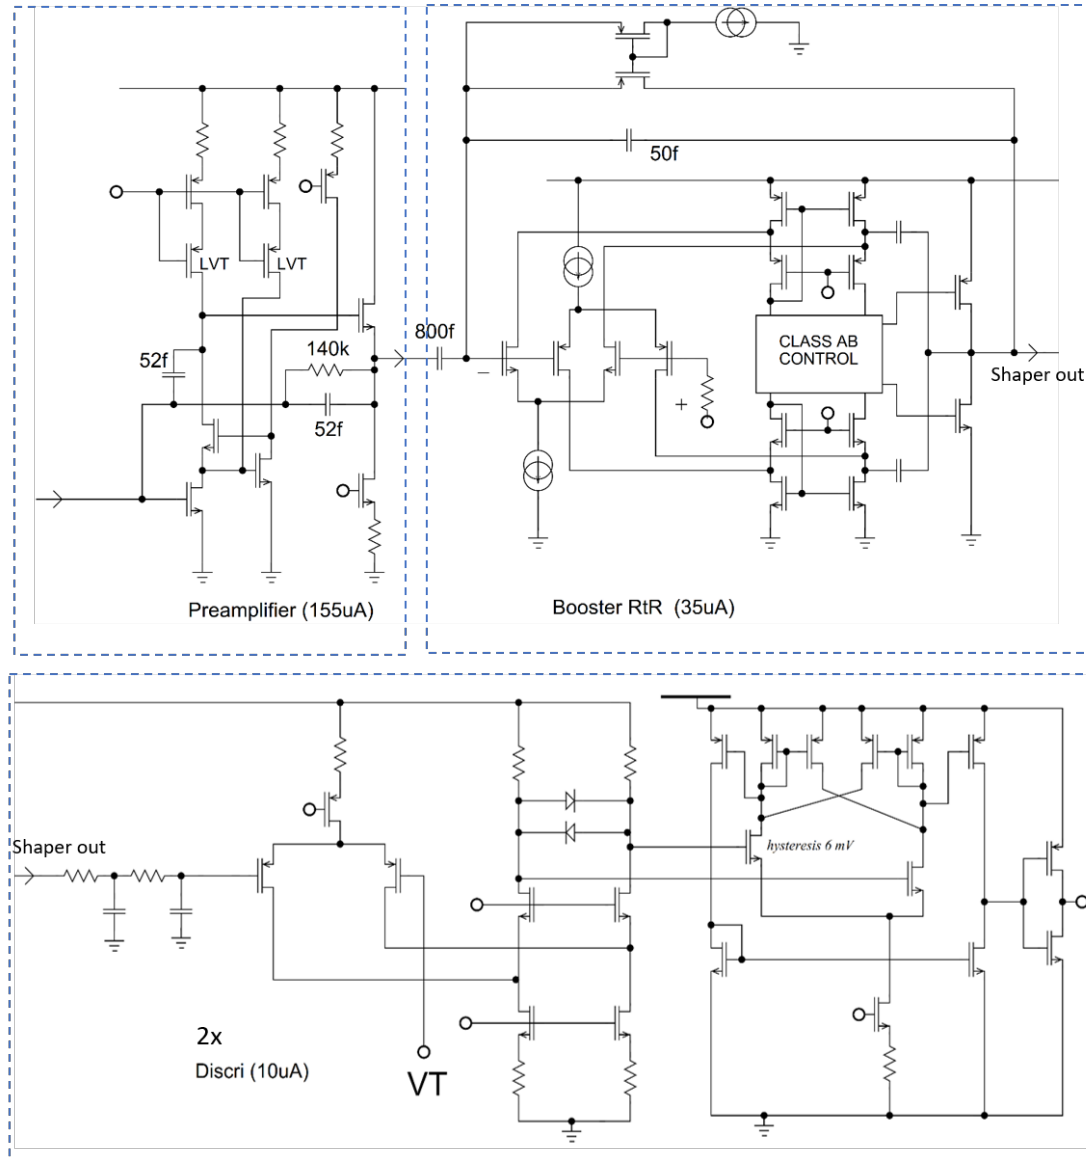 LVT
LVT
52f
140k
52f
Preamplifier (155uA)
50f
800f
−
+
CLASS AB
CONTROL
Shaper out
Booster RtR (35uA)
Shaper out
hysteresis 6 mV
2x
Discri (10uA)
VT